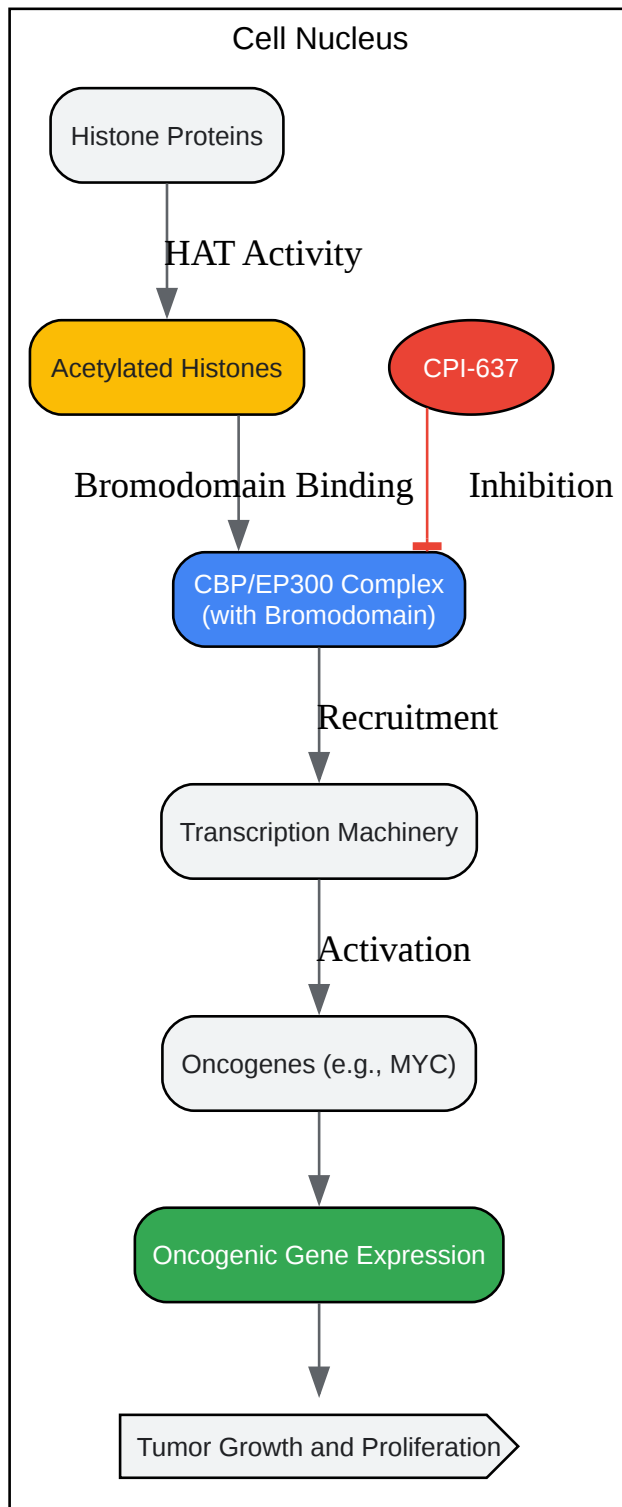 Cell Nucleus
Histone Proteins
HAT Activity
Acetylated Histones
CPI-637
Bromodomain Binding
Inhibition
CBP/EP300 Complex
(with Bromodomain)
Recruitment
Transcription Machinery
Activation
Oncogenes (e.g., MYC)
Oncogenic Gene Expression
Tumor Growth and Proliferation